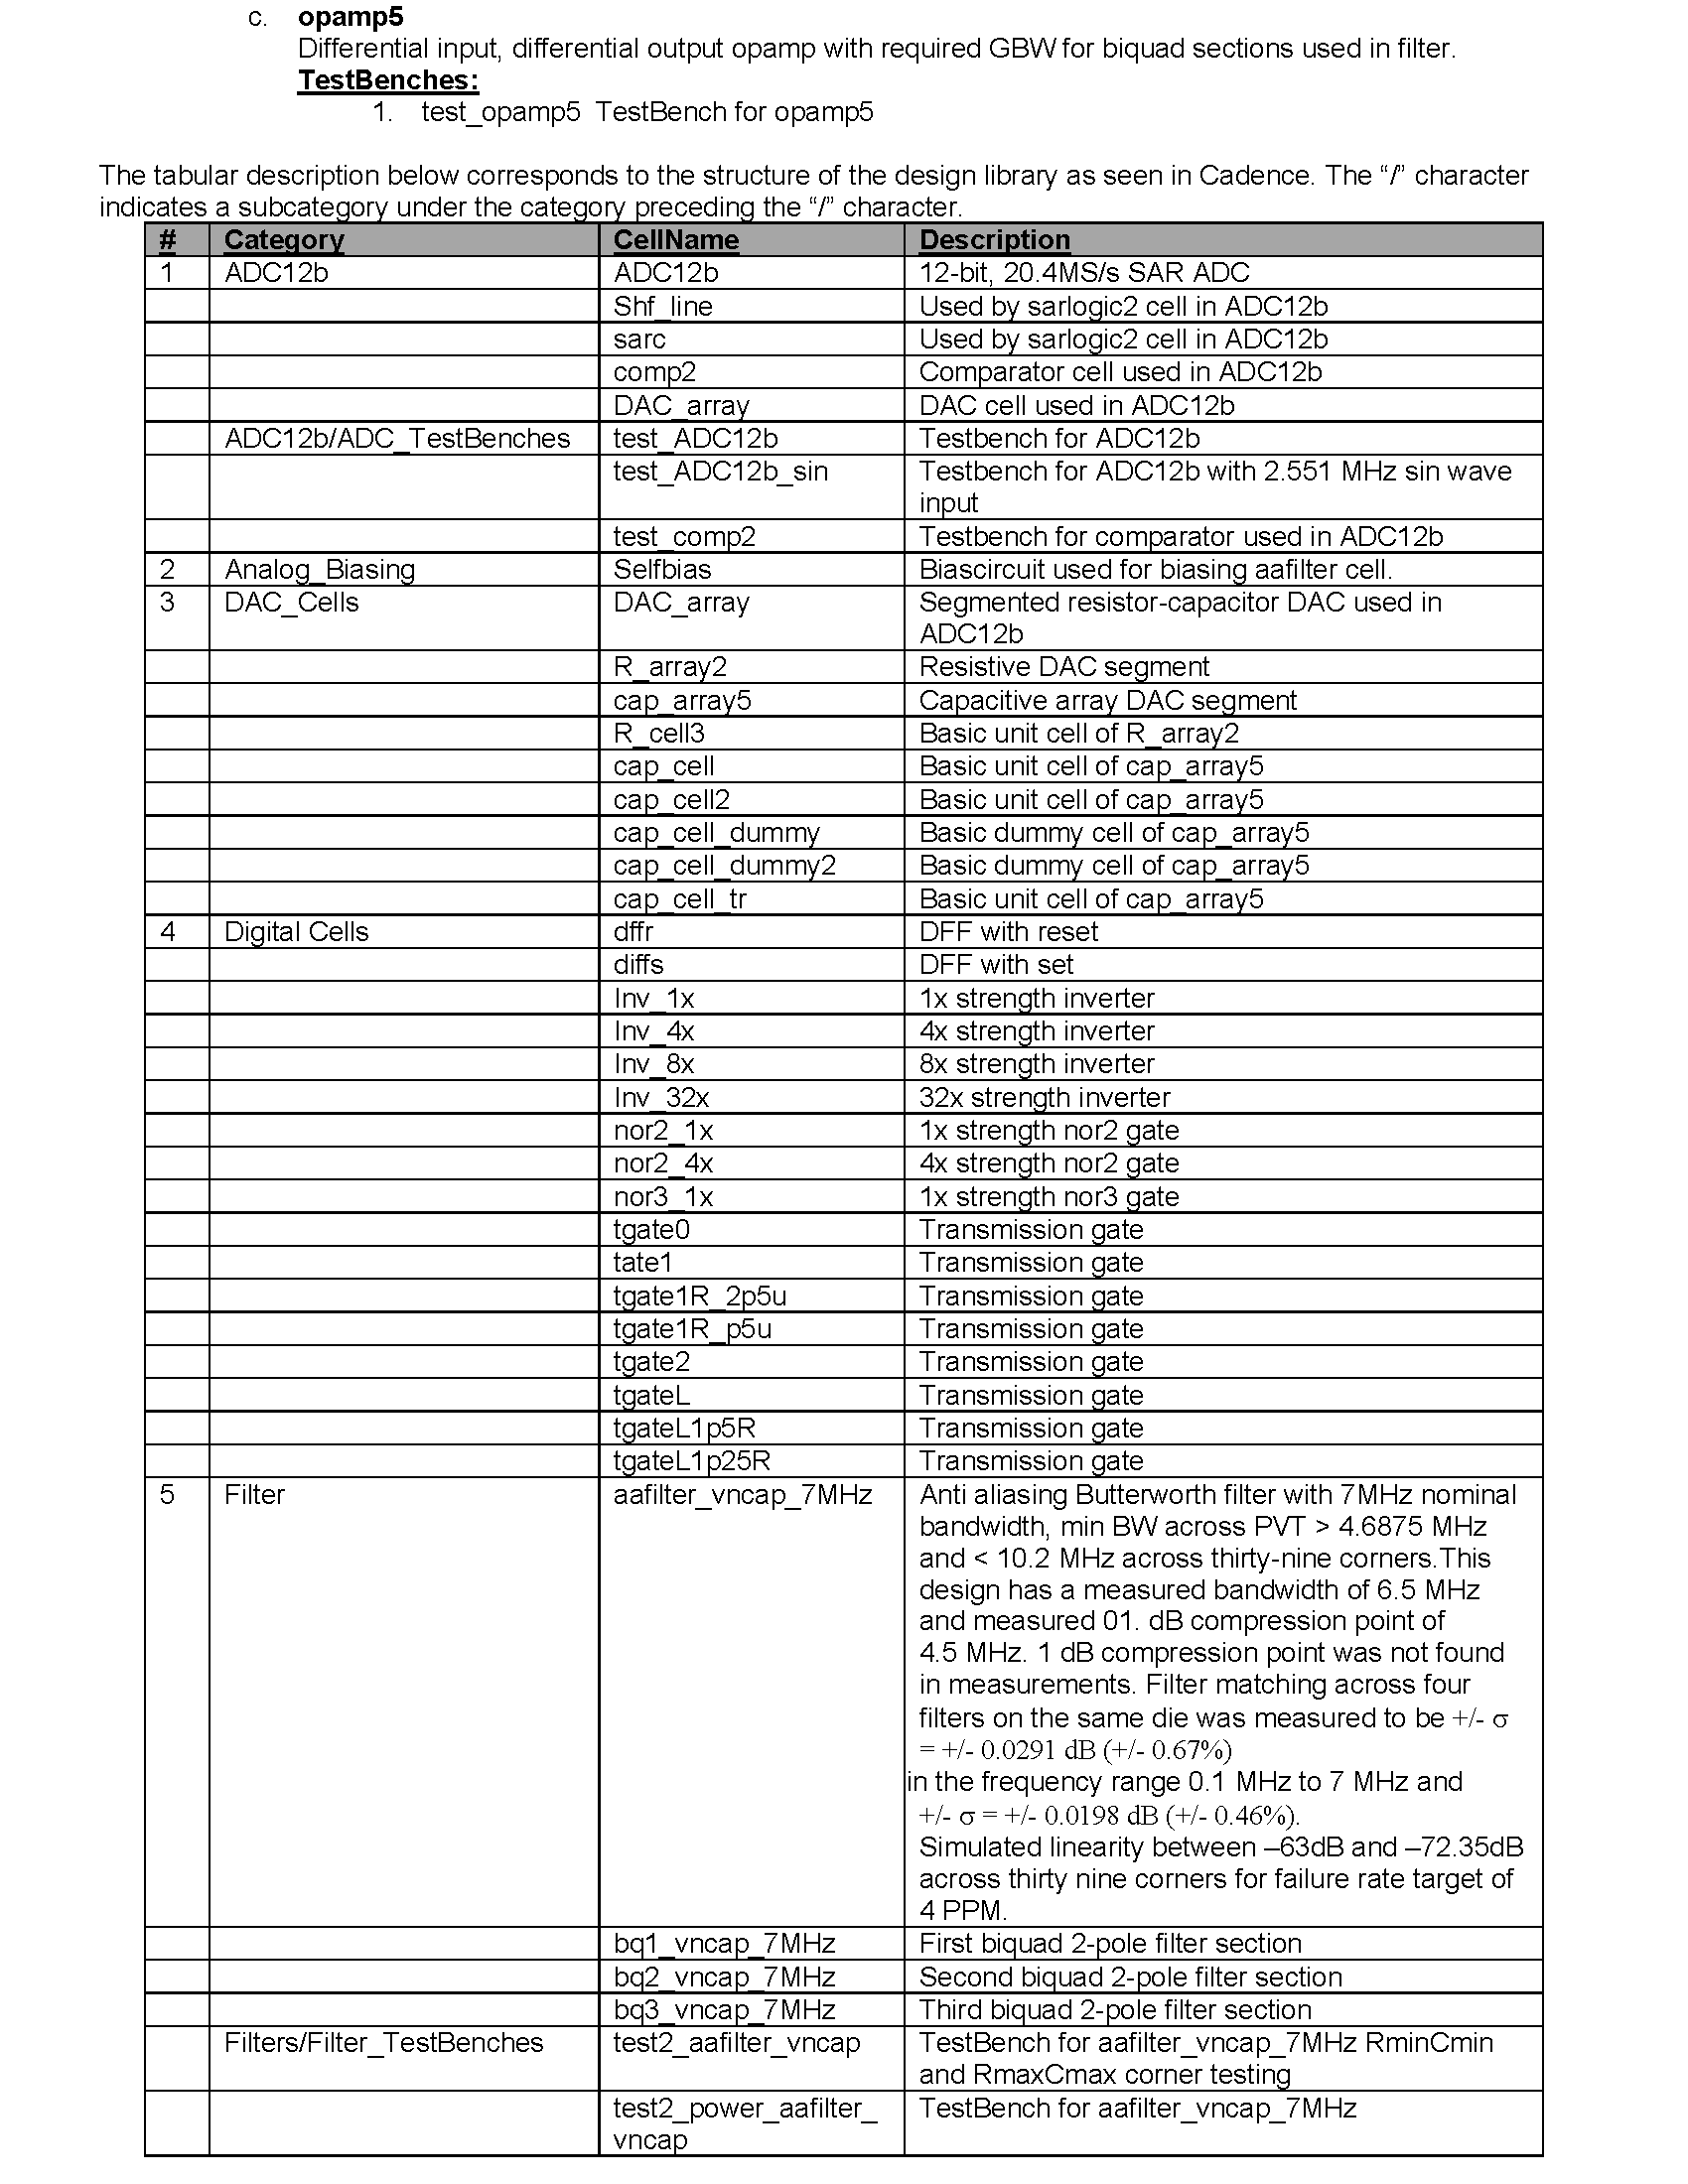 c. opamp5
Differential input, differential output opamp with required GBW for biquad sections used in filter.
TestBenches:
1. test_opamp5 TestBench for opamp5
The tabular description below corresponds to the structure of the design library as seen in Cadence. The “/” character
indicates a subcategory under the category preceding the “/” character.
# Category CellName Description
1 ADC12b ADC12b 12-bit, 20.4MS/s SAR ADC
Shf_line Used by sarlogic2 cell in ADC12b
sarc Used by sarlogic2 cell in ADC12b
comp2 Comparator cell used in ADC12b
DAC_array DAC cell used in ADC12b
ADC12b/ADC_TestBenches test_ADC12b Testbench for ADC12b
test_ADC12b_sin Testbench for ADC12b with 2.551 MHz sin wave
input
test_comp2 Testbench for comparator used in ADC12b
2 Analog_Biasing Selfbias Biascircuit used for biasing aafilter cell.
3 DAC_Cells DAC_array Segmented resistor-capacitor DAC used in
ADC12b
R_array2 Resistive DAC segment
cap_array5 Capacitive array DAC segment
R_cell3 Basic unit cell of R_array2
cap_cell Basic unit cell of cap_array5
cap_cell2 Basic unit cell of cap_array5
cap_cell_dummy Basic dummy cell of cap_array5
cap_cell_dummy2 Basic dummy cell of cap_array5
cap_cell_tr Basic unit cell of cap_array5
4 Digital Cells dffr DFF with reset
diffs DFF with set
Inv_1x 1x strength inverter
Inv_4x 4x strength inverter
Inv_8x 8x strength inverter
Inv_32x 32x strength inverter
nor2_1x 1x strength nor2 gate
nor2_4x 4x strength nor2 gate
nor3_1x 1x strength nor3 gate
tgate0 Transmission gate
tate1 Transmission gate
tgate1R_2p5u Transmission gate
tgate1R_p5u Transmission gate
tgate2 Transmission gate
tgateL Transmission gate
tgateL1p5R Transmission gate
tgateL1p25R Transmission gate
5 Filter aafilter_vncap_7MHz Anti aliasing Butterworth filter with 7MHz nominal
bandwidth, min BW across PVT > 4.6875 MHz
and < 10.2 MHz across thirty-nine corners.This
design has a measured bandwidth of 6.5 MHz
and measured 01. dB compression point of
4.5 MHz. 1 dB compression point was not found
in measurements. Filter matching across four
filters on the same die was measured to be +/- σ
= +/- 0.0291 dB (+/- 0.67%)
in the frequency range 0.1 MHz to 7 MHz and
+/- σ = +/- 0.0198 dB (+/- 0.46%).
Simulated linearity between –63dB and –72.35dB
across thirty nine corners for failure rate target of
4 PPM.
bq1_vncap_7MHz First biquad 2-pole filter section
bq2_vncap_7MHz Second biquad 2-pole filter section
bq3_vncap_7MHz Third biquad 2-pole filter section
Filters/Filter_TestBenches test2_aafilter_vncap TestBench for aafilter_vncap_7MHz RminCmin
and RmaxCmax corner testing
test2_power_aafilter_ TestBench for aafilter_vncap_7MHz
vncap